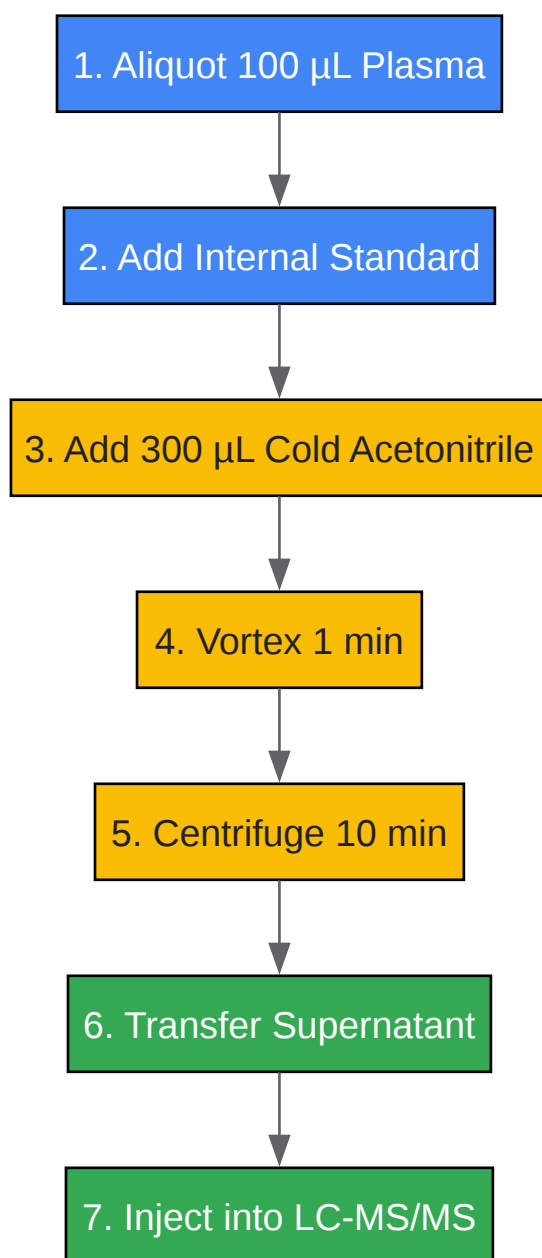 1. Aliquot 100 µL Plasma
2. Add Internal Standard
3. Add 300 µL Cold Acetonitrile
4. Vortex 1 min
5. Centrifuge 10 min
6. Transfer Supernatant
7. Inject into LC-MS/MS